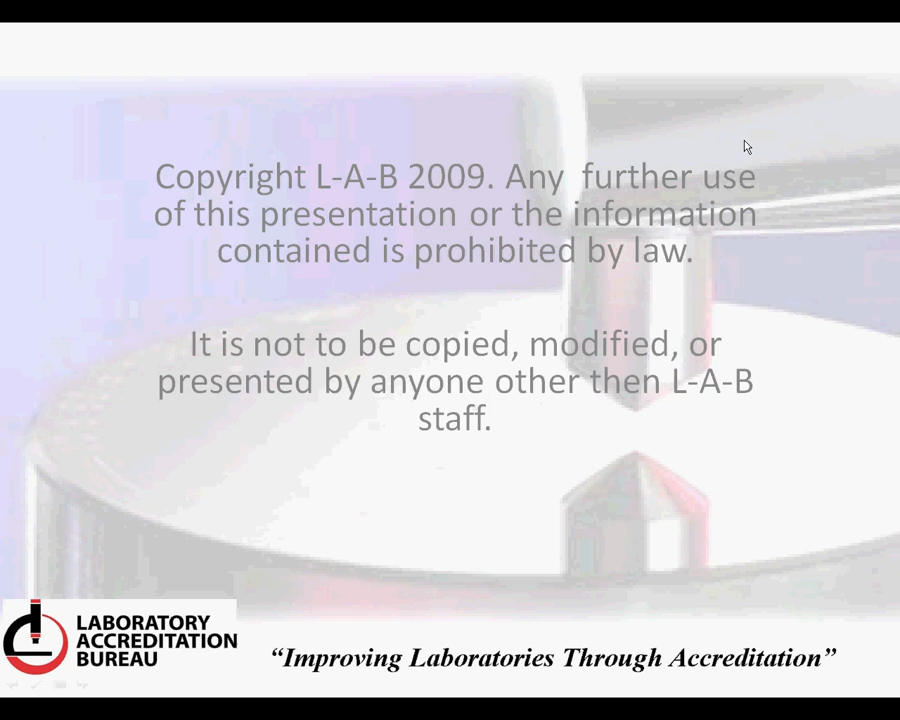 Copyright L-A-B 2009. Any further use
of this presentation or the information
contained is prohibited by law.
It is not to be copied, modified, or
presented by anyone other then L-A-B
staff.
LABORATORY
ACCREDITATION
BUREAU
“Improving Laboratories Through Accreditation”